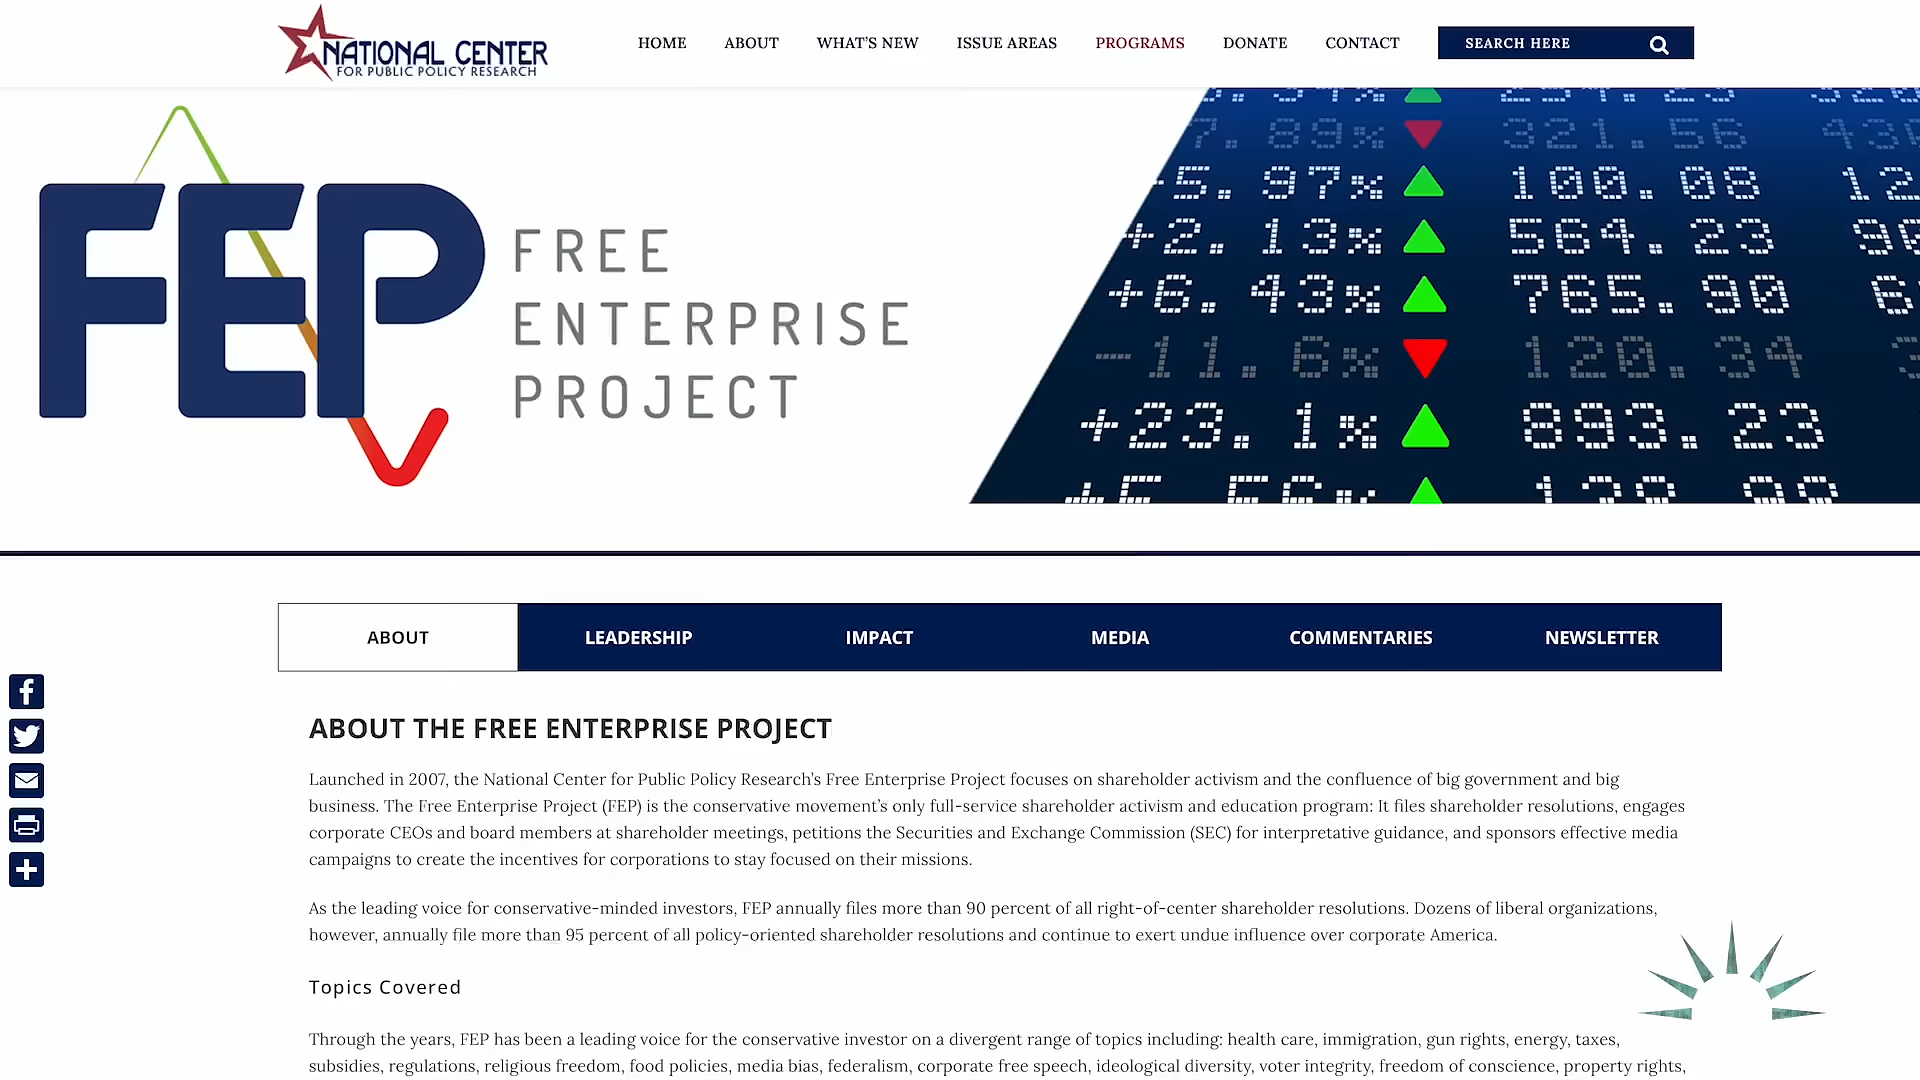 NATIONAL CENTER
FOR PUBLIC POLICY RESEARCH
HOME ABOUT WHAT'S NEW ISSUE AREAS PROGRAMS DONATE CONTACT SEARCH HERE
FEP
FREE
ENTERPRISE
PROJECT
7.89% 321.56
5.97% 100.08 12
+2.13% 564.23 90
+6.43% 765.90 6
-11.6% 120.34 3
+23.1% 893.23
+5.56%
ABOUT LEADERSHIP IMPACT MEDIA COMMENTARIES NEWSLETTER
ABOUT THE FREE ENTERPRISE PROJECT
Launched in 2007, the National Center for Public Policy Research's Free Enterprise Project focuses on shareholder activism and the confluence of big government and big
business. The Free Enterprise Project (FEP) is the conservative movement's only full-service shareholder activism and education program: It files shareholder resolutions, engages
corporate CEOs and board members at shareholder meetings, petitions the Securities and Exchange Commission (SEC) for interpretative guidance, and sponsors effective media
campaigns to create the incentives for corporations to stay focused on their missions.
As the leading voice for conservative-minded investors, FEP annually files more than 90 percent of all right-of-center shareholder resolutions. Dozens of liberal organizations,
however, annually file more than 95 percent of all policy-oriented shareholder resolutions and continue to exert undue influence over corporate America.
Topics Covered
Through the years, FEP has been a leading voice for the conservative investor on a divergent range of topics including: health care, immigration, gun rights, energy, taxes,
subsidies, regulations, religious freedom, food policies, media bias, federalism, corporate free speech, ideological diversity, voter integrity, freedom of conscience, property rights,